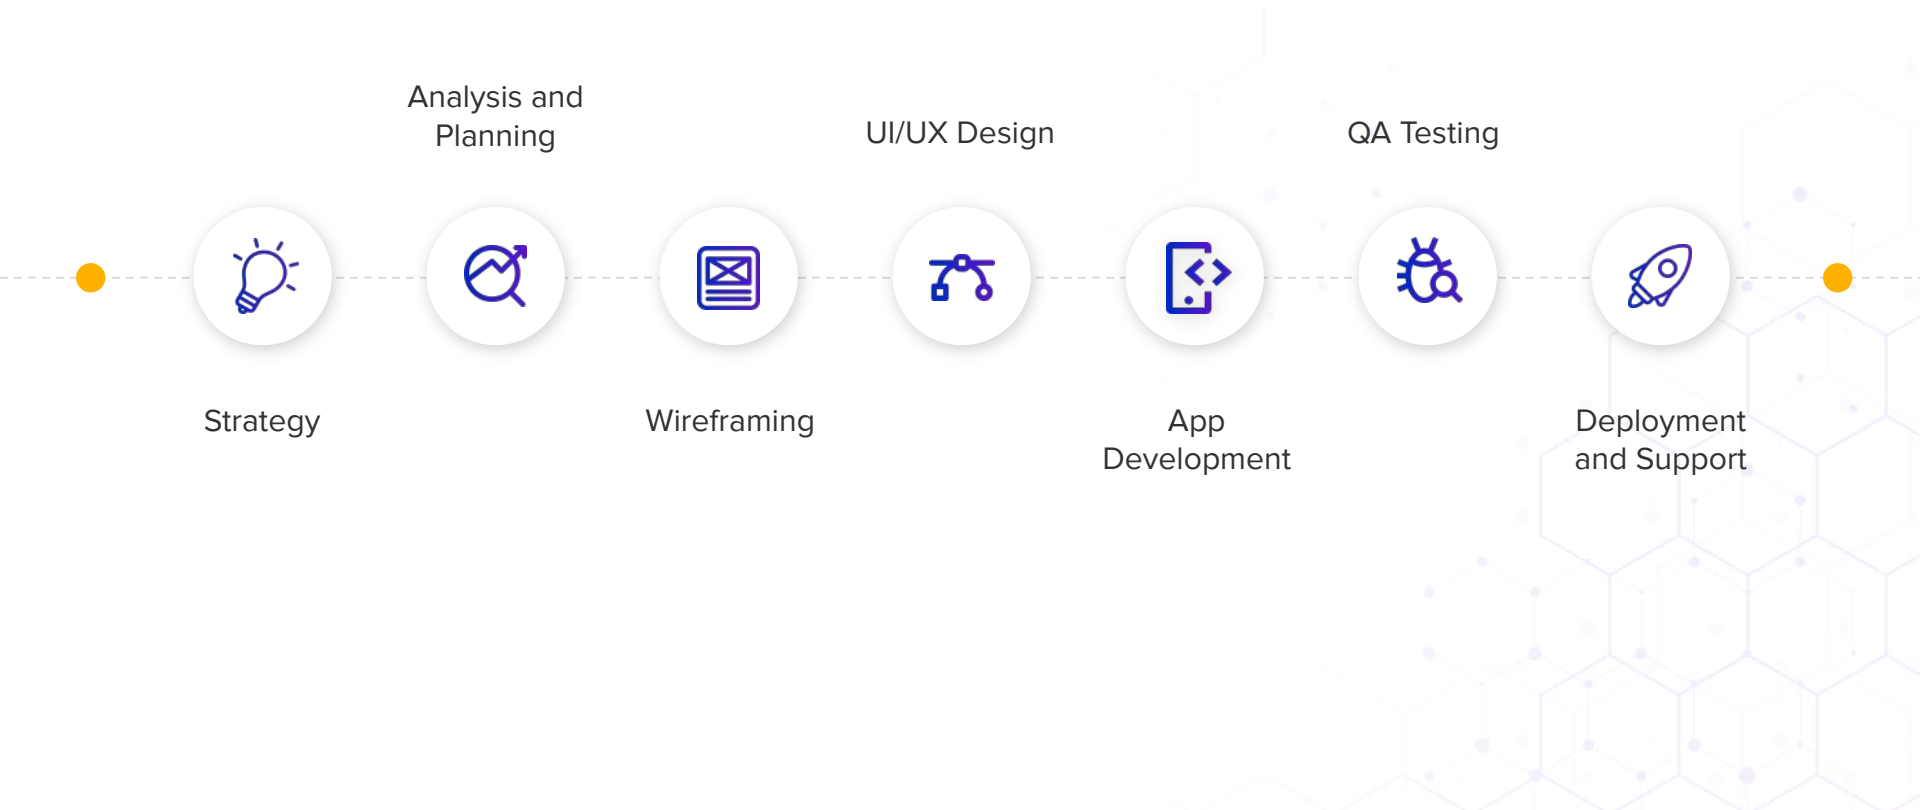 Analysis and
Planning
UI/UX Design
QA Testing
Strategy
Wireframing
App
Development
Deployment
and Support